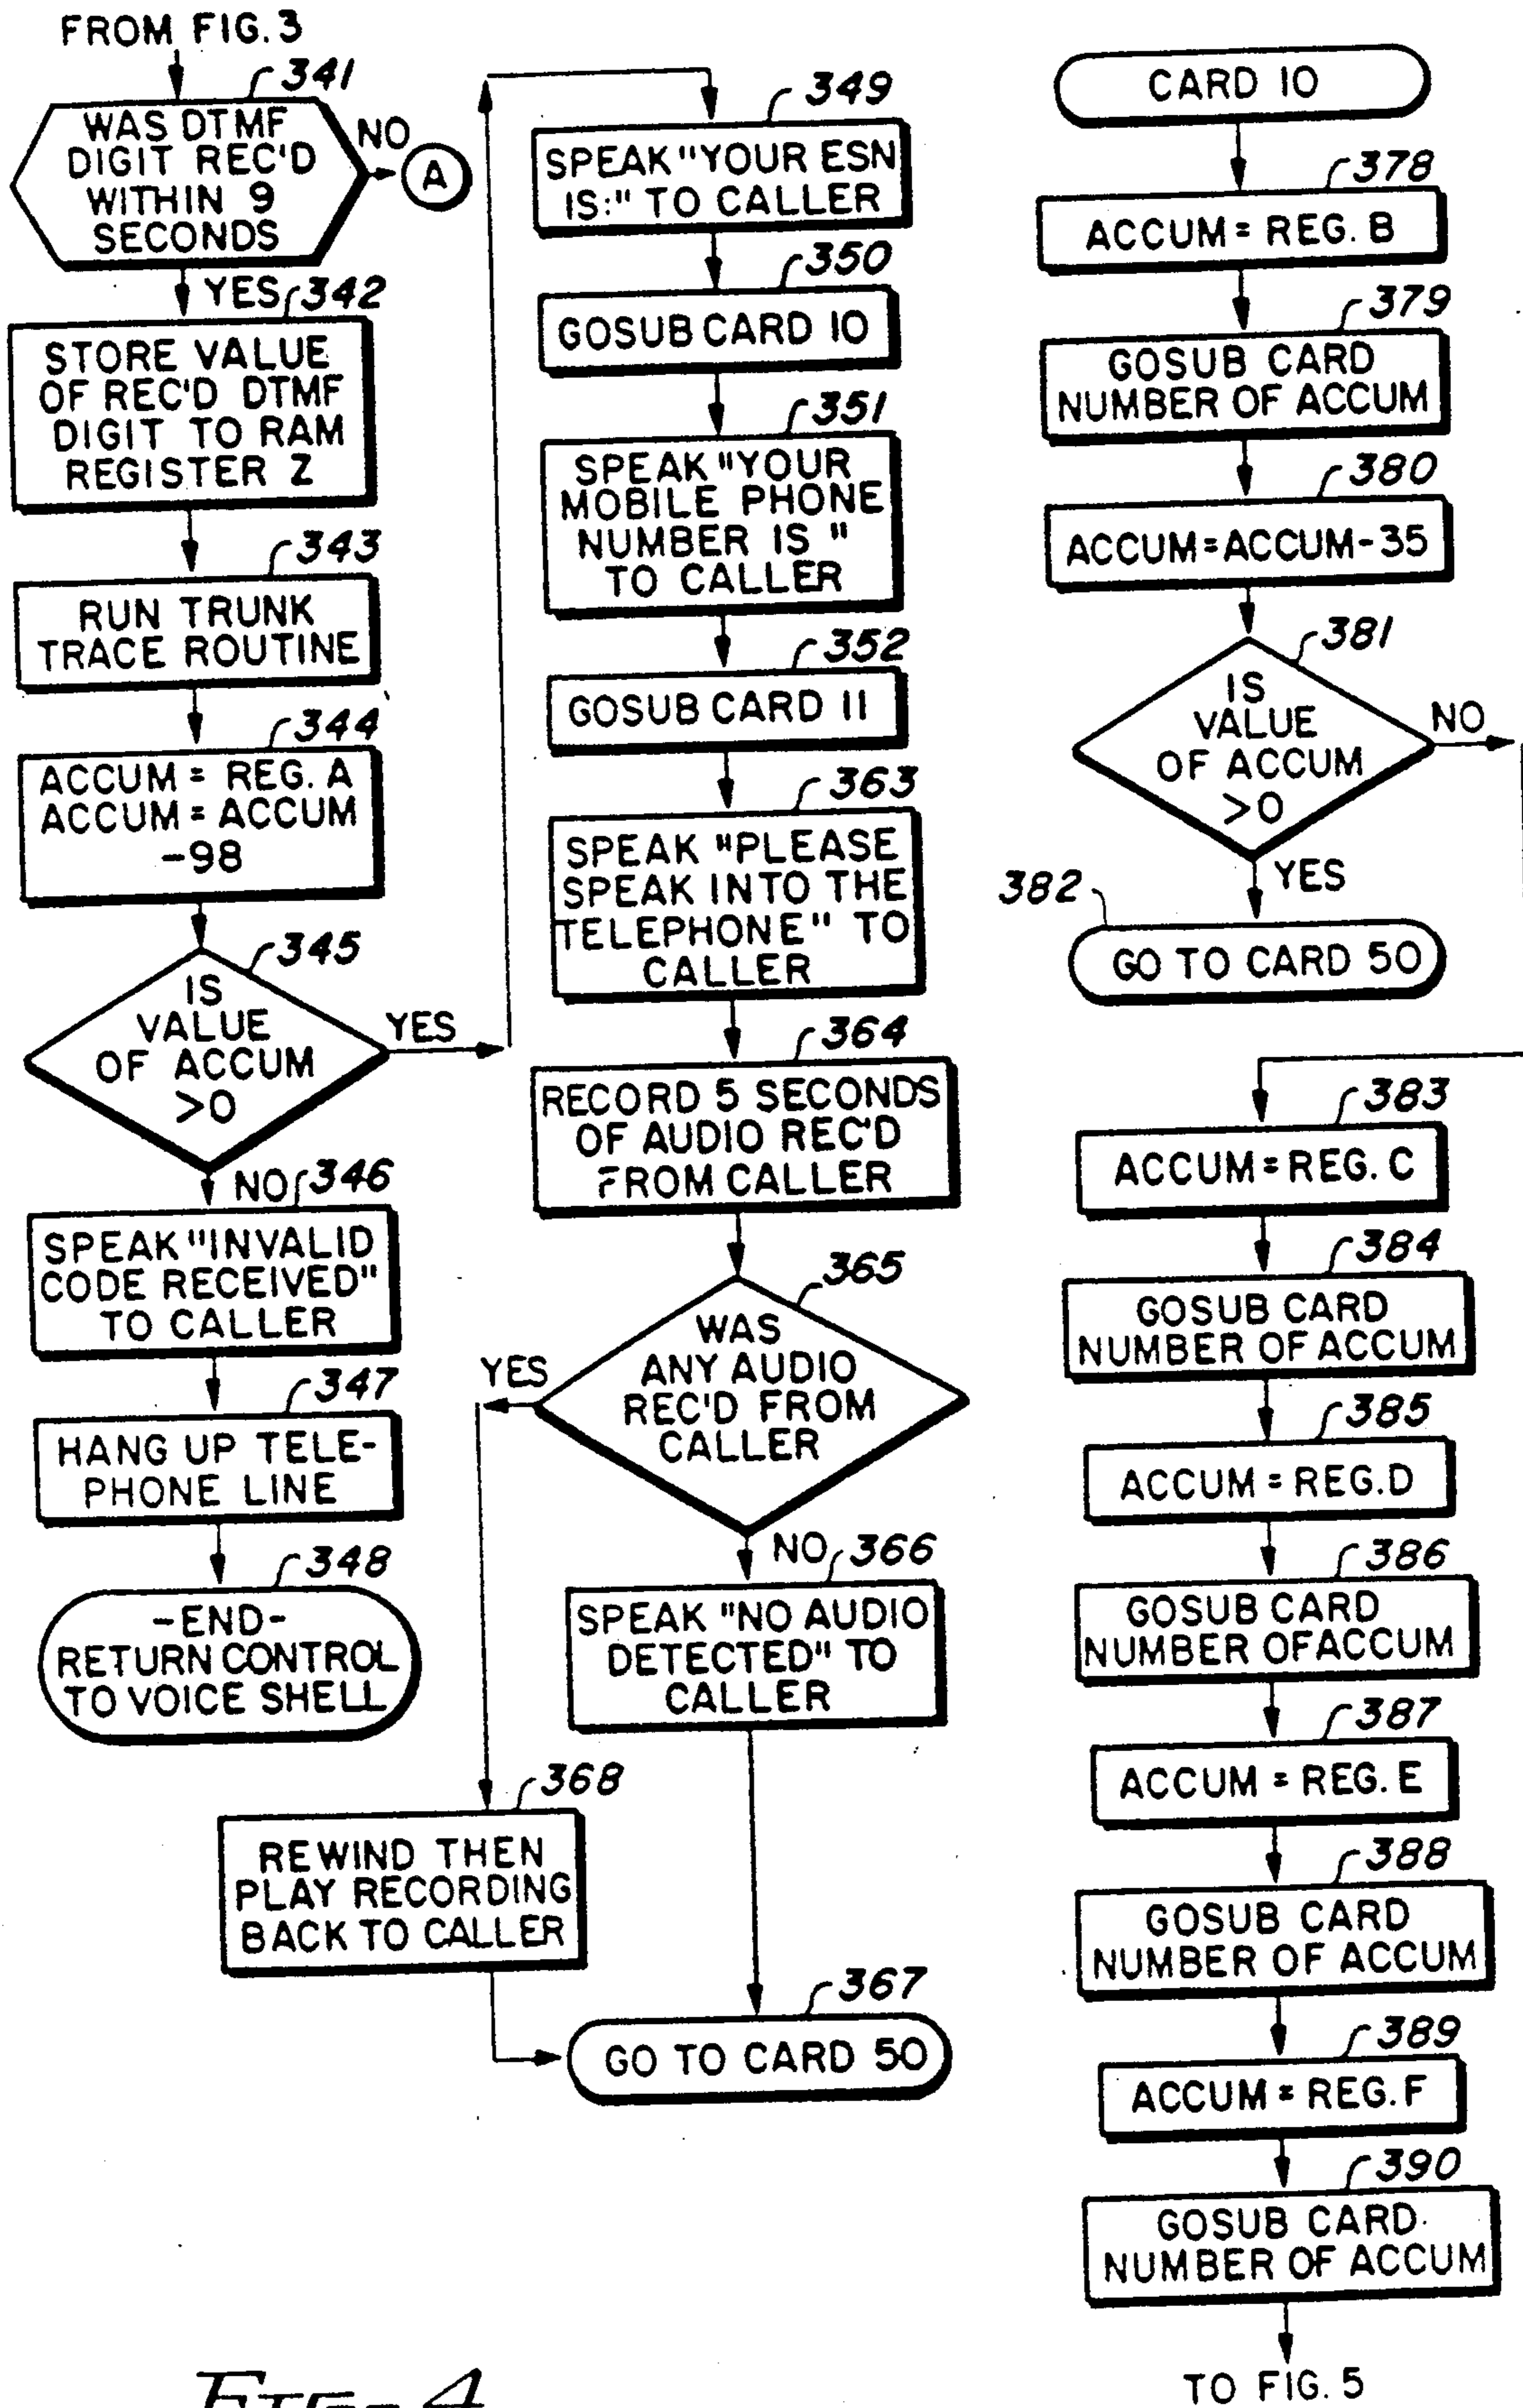 FROM FIG. 3
341
WAS DTMF
DIGIT REC'D
WITHIN 9
SECONDS
NO
A
YES
342
STORE VALUE
OF REC'D DTMF
DIGIT TO RAM
REGISTER Z
343
RUN TRUNK
TRACE ROUTINE
344
ACCUM = REG. A
ACCUM = ACCUM
-98
345
IS
VALUE
OF ACCUM
>0
YES
NO
346
SPEAK "INVALID
CODE RECEIVED"
TO CALLER
347
HANG UP TELE-
PHONE LINE
348
-END-
RETURN CONTROL
TO VOICE SHELL
349
SPEAK "YOUR ESN
IS:" TO CALLER
350
GOSUB CARD 10
351
SPEAK "YOUR
MOBILE PHONE
NUMBER IS "
TO CALLER
352
GOSUB CARD 11
363
SPEAK "PLEASE
SPEAK INTO THE
TELEPHONE" TO
CALLER
364
RECORD 5 SECONDS
OF AUDIO REC'D
FROM CALLER
365
WAS
ANY AUDIO
REC'D FROM
CALLER
YES
NO
366
SPEAK "NO AUDIO
DETECTED" TO
CALLER
368
REWIND THEN
PLAY RECORDING
BACK TO CALLER
367
GO TO CARD 50
CARD 10
378
ACCUM = REG. B
379
GOSUB CARD
NUMBER OF ACCUM
380
ACCUM = ACCUM-35
381
IS
VALUE
OF ACCUM
>0
NO
YES
382
GO TO CARD 50
383
ACCUM = REG. C
384
GOSUB CARD
NUMBER OF ACCUM
385
ACCUM = REG.D
386
GOSUB CARD
NUMBER OF ACCUM
387
ACCUM = REG. E
388
GOSUB CARD
NUMBER OF ACCUM
389
ACCUM = REG. F
390
GOSUB CARD
NUMBER OF ACCUM
TO FIG. 5
FIG. 4